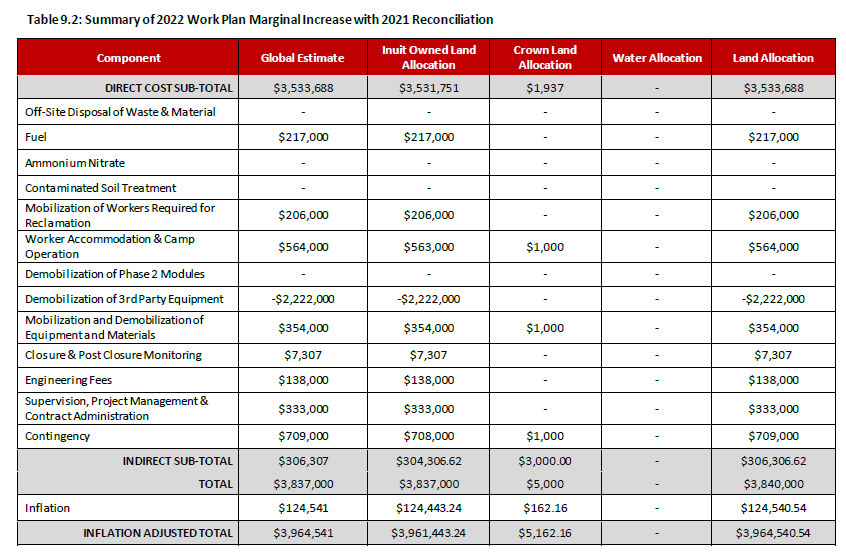 Table 9.2: Summary of 2022 Work Plan Marginal Increase with 2021 Reconciliation
Component Global Estimate Inuit Owned Land Allocation Crown Land Allocation Water Allocation Land Allocation
DIRECT COST SUB-TOTAL $3,533,688 $3,531,751 $1,937 - $3,533,688
Off-Site Disposal of Waste & Material - - - - -
Fuel $217,000 $217,000 - - $217,000
Ammonium Nitrate - - - - -
Contaminated Soil Treatment - - - - -
Mobilization of Workers Required for Reclamation $206,000 $206,000 - - $206,000
Worker Accommodation & Camp Operation $564,000 $563,000 $1,000 - $564,000
Demobilization of Phase 2 Modules - - - - -
Demobilization of 3rd Party Equipment -$2,222,000 -$2,222,000 - - -$2,222,000
Mobilization and Demobilization of Equipment and Materials $354,000 $354,000 $1,000 - $354,000
Closure & Post Closure Monitoring $7,307 $7,307 - - $7,307
Engineering Fees $138,000 $138,000 - - $138,000
Supervision, Project Management & Contract Administration $333,000 $333,000 - - $333,000
Contingency $709,000 $708,000 $1,000 - $709,000
INDIRECT SUB-TOTAL $306,307 $304,306.62 $3,000.00 - $306,306.62
TOTAL $3,837,000 $3,837,000 $5,000 - $3,840,000
Inflation $124,541 $124,443.24 $162.16 - $124,540.54
INFLATION ADJUSTED TOTAL $3,964,541 $3,961,443.24 $5,162.16 - $3,964,540.54